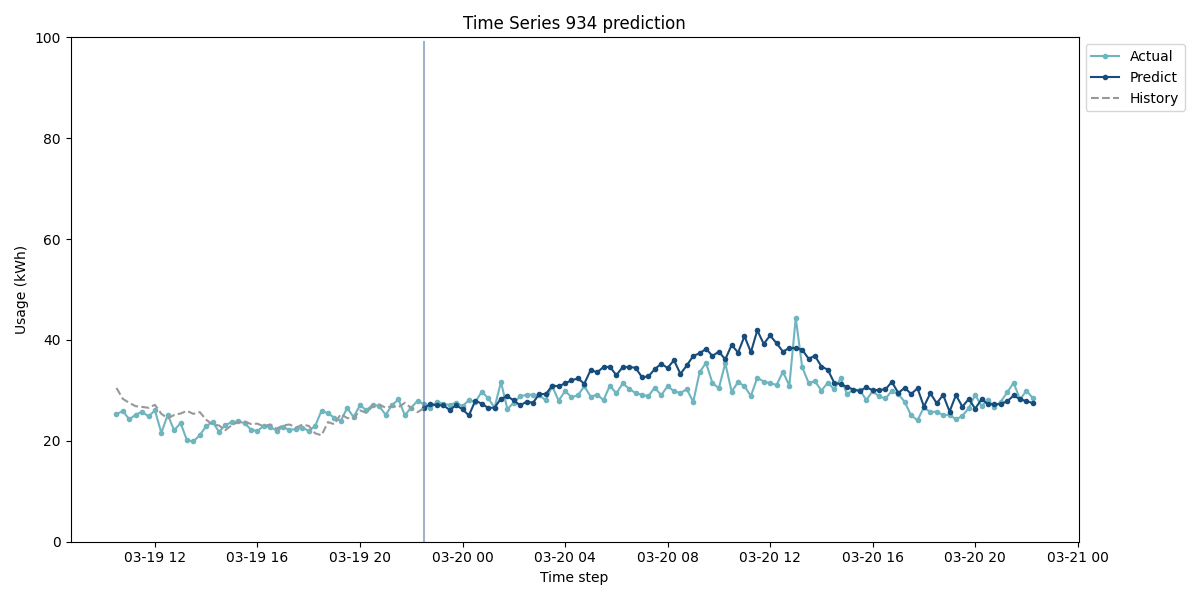 Time Series 934 prediction
100
80
60
40
20
0
Usage (kWh)
03-19 12
03-19 16
03-19 20
03-20 00
03-20 04
03-20 08
03-20 12
03-20 16
03-20 20
03-21 00
Time step
Actual
Predict
History